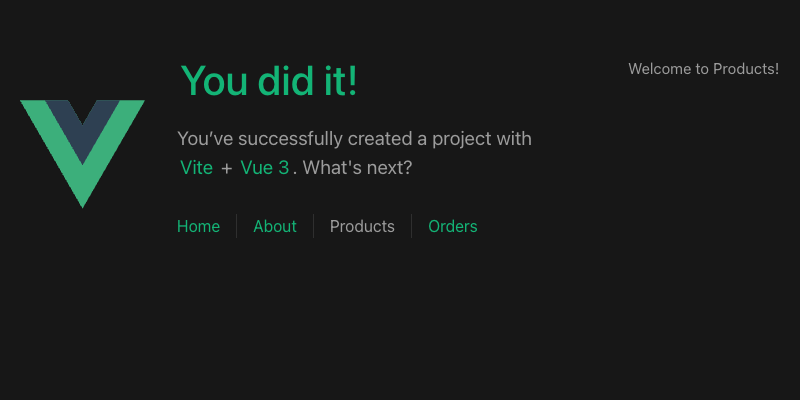 You did it!
You’ve successfully created a project with
Vite + Vue 3. What's next?
Home About Products Orders
Welcome to Products!